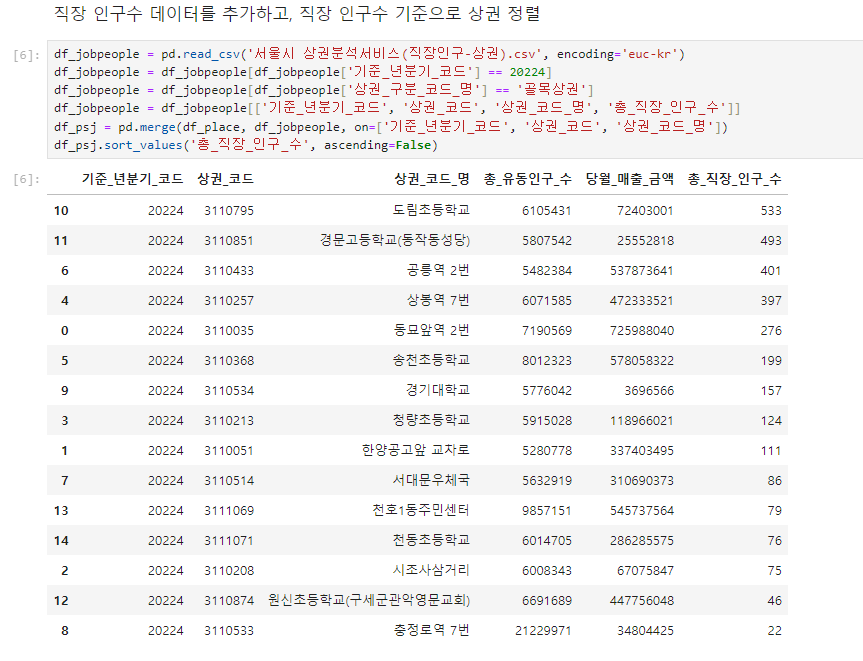 직장 인구수 데이터를 추가하고, 직장 인구수 기준으로 상권 정렬
[6]: df_jobpeople = pd.read_csv('서울시 상권분석서비스(직장인구-상권).csv', encoding='euc-kr')
df_jobpeople = df_jobpeople[df_jobpeople['기준_년분기_코드'] == 20224]
df_jobpeople = df_jobpeople[df_jobpeople['상권_구분_코드_명'] == '골목상권']
df_jobpeople = df_jobpeople[['기준_년분기_코드', '상권_코드', '상권_코드_명', '총_직장_인구_수']]
df_psj = pd.merge(df_place, df_jobpeople, on=['기준_년분기_코드', '상권_코드', '상권_코드_명'])
df_psj.sort_values('총_직장_인구_수', ascending=False)
[6]: 기준_년분기_코드 상권_코드 상권_코드_명 총_유동인구_수 당월_매출_금액 총_직장_인구_수
10 20224 3110795 도림초등학교 6105431 72403001 533
11 20224 3110851 경문고등학교(동작동성당) 5807542 25552818 493
6 20224 3110433 공릉역 2번 5482384 537873641 401
4 20224 3110257 상봉역 7번 6071585 472333521 397
0 20224 3110035 동묘앞역 2번 7190569 725988040 276
5 20224 3110368 송천초등학교 8012323 578058322 199
9 20224 3110534 경기대학교 5776042 3696566 157
3 20224 3110213 청량초등학교 5915028 118966021 124
1 20224 3110051 한양공고앞 교차로 5280778 337403495 111
7 20224 3110514 서대문우체국 5632919 310690373 86
13 20224 3111069 천호1동주민센터 9857151 545737564 79
14 20224 3111071 천동초등학교 6014705 286285575 76
2 20224 3110208 시조사삼거리 6008343 67075847 75
12 20224 3110874 원신초등학교(구세군관악영문교회) 6691689 447756048 46
8 20224 3110533 충정로역 7번 21229971 34804425 22